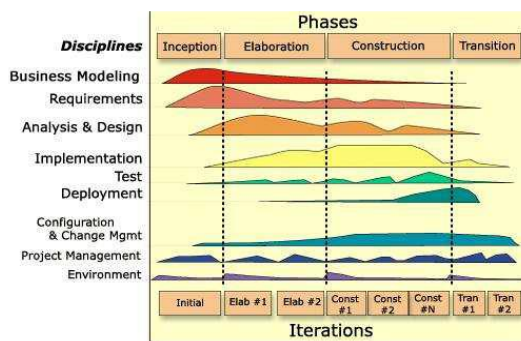 Phases
Disciplines
Inception Elaboration Construction Transition
Business Modeling
Requirements
Analysis & Design
Implementation
Test
Deployment
Configuration
& Change Mgmt
Project Management
Environment
Initial Elab #1 Elab #2 Const #1 Const #2 Const #N Tran #1 Tran #2
Iterations